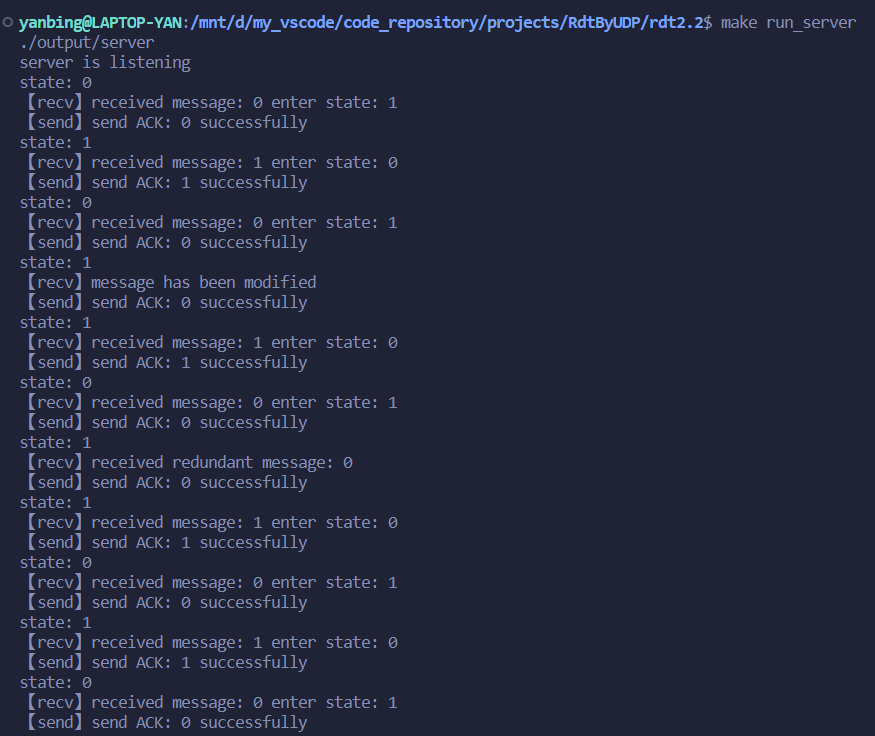 yanbing@LAPTOP-YAN:/mnt/d/my_vscode/code_repository/projects/RdtByUDP/rdt2.2$ make run_server
./output/server
server is listening
state: 0
【recv】received message: 0 enter state: 1
【send】send ACK: 0 successfully
state: 1
【recv】received message: 1 enter state: 0
【send】send ACK: 1 successfully
state: 0
【recv】received message: 0 enter state: 1
【send】send ACK: 0 successfully
state: 1
【recv】message has been modified
【send】send ACK: 0 successfully
state: 1
【recv】received message: 1 enter state: 0
【send】send ACK: 1 successfully
state: 0
【recv】received message: 0 enter state: 1
【send】send ACK: 0 successfully
state: 1
【recv】received redundant message: 0
【send】send ACK: 0 successfully
state: 1
【recv】received message: 1 enter state: 0
【send】send ACK: 1 successfully
state: 0
【recv】received message: 0 enter state: 1
【send】send ACK: 0 successfully
state: 1
【recv】received message: 1 enter state: 0
【send】send ACK: 1 successfully
state: 0
【recv】received message: 0 enter state: 1
【send】send ACK: 0 successfully